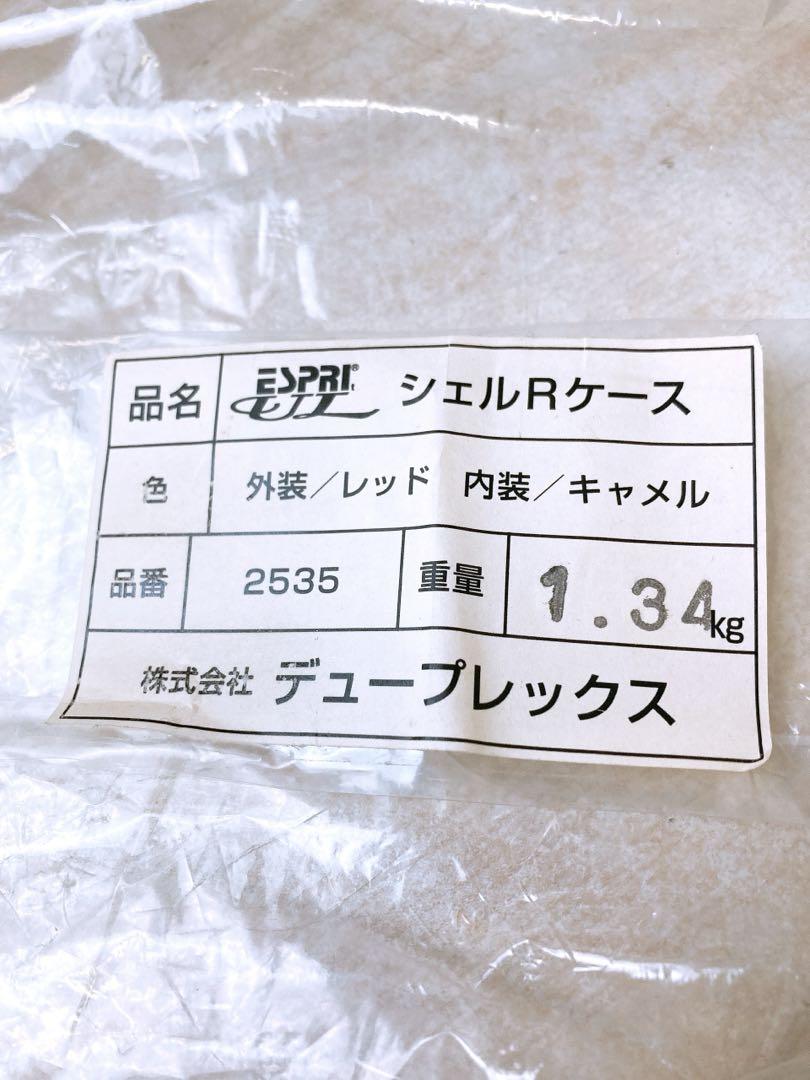 品名 ESPRI® UL シェルRケース
色 外装／レッド 内装／キャメル
品番 2535 重量 1.34kg
株式会社 デュープレックス